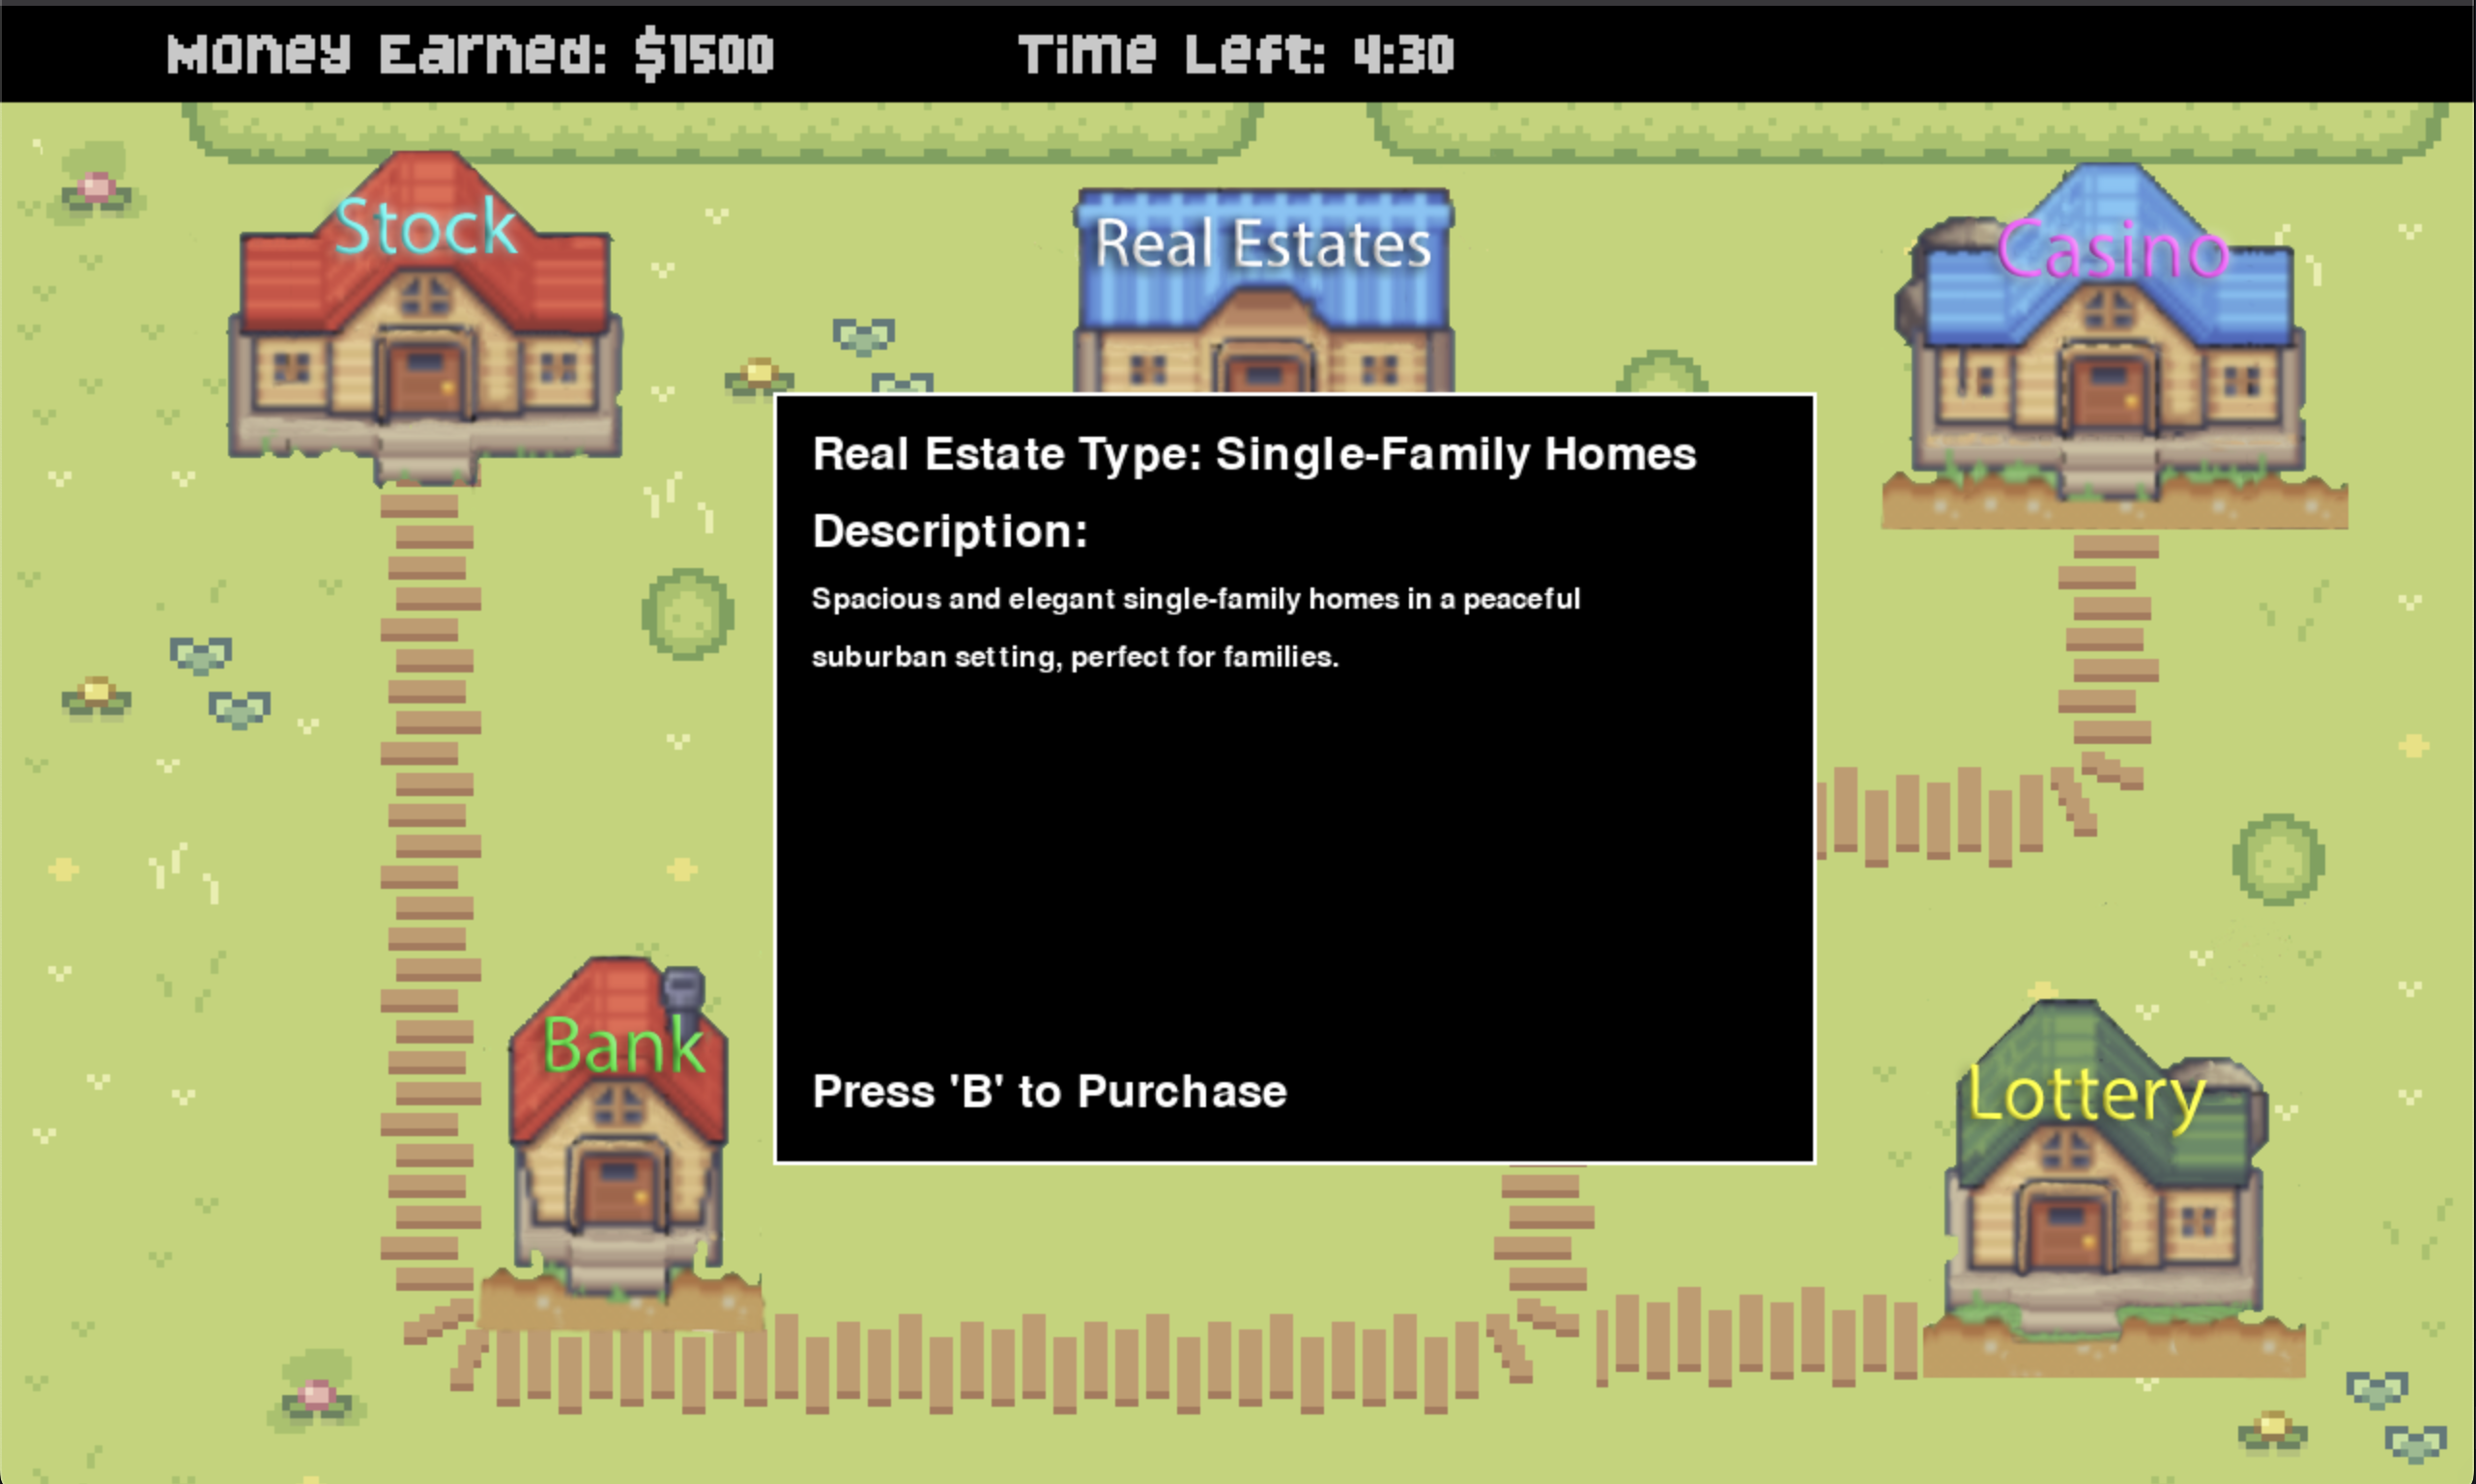 Money Earned: $1500
Time Left: 4:30
Stock
Real Estates
Casino
Real Estate Type: Single-Family Homes
Description:
Spacious and elegant single-family homes in a peaceful
suburban setting, perfect for families.
Bank
Press 'B' to Purchase
Lottery